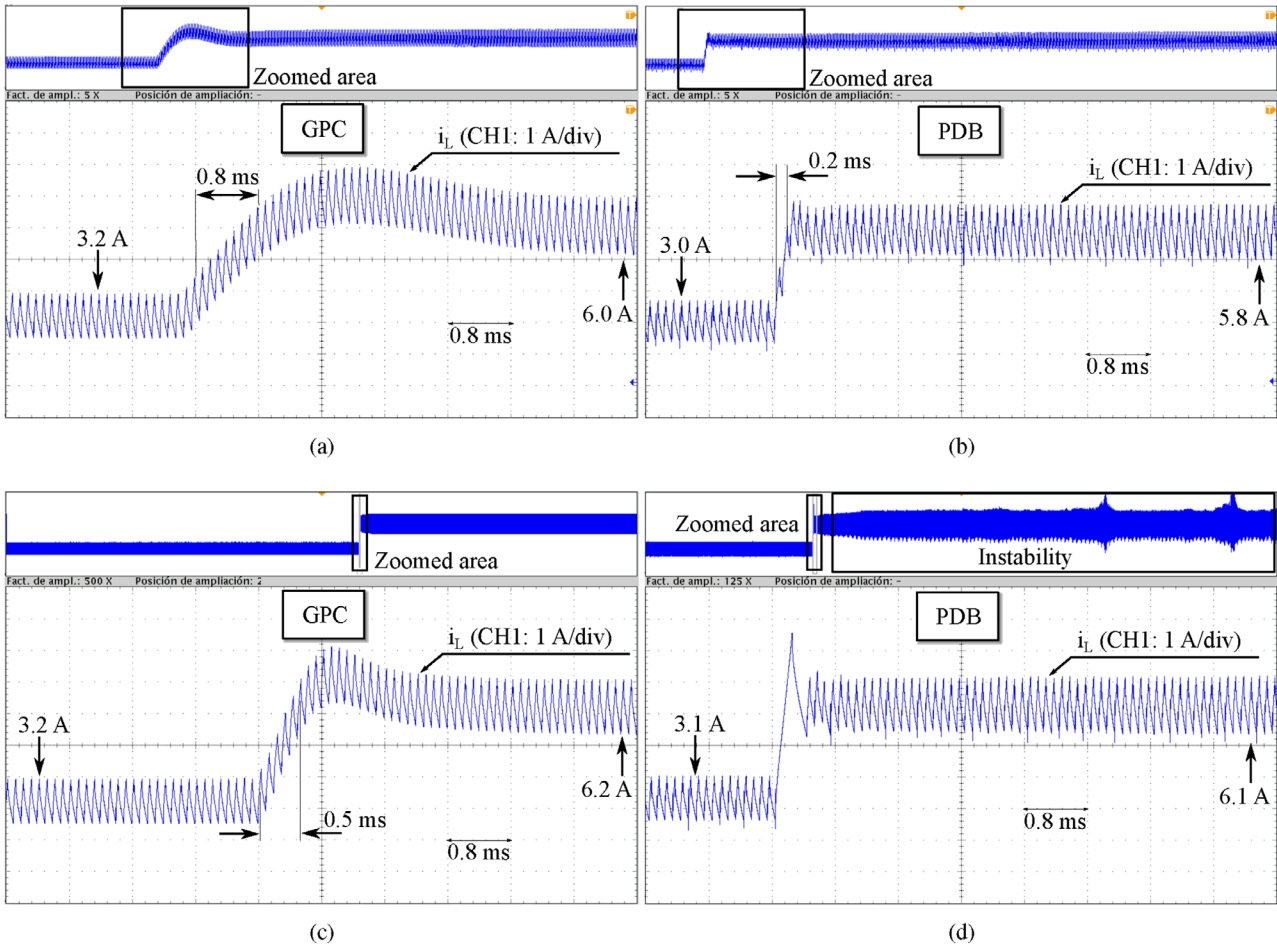 T
Zoomed area
Fact. de ampl.: 5 X Posición de ampliación: -
T
GPC
iL (CH1: 1 A/div)
0.8 ms
3.2 A
6.0 A
0.8 ms
(a)
T
Zoomed area
Fact. de ampl.: 5 X Posición de ampliación: -
T
PDB
0.2 ms
iL (CH1: 1 A/div)
3.0 A
5.8 A
0.8 ms
(b)
Zoomed area
Fact. de ampl.: 500 X Posición de ampliación: 2
GPC
iL (CH1: 1 A/div)
3.2 A
6.2 A
0.5 ms
0.8 ms
(c)
Zoomed area
Instability
Fact. de ampl.: 125 X Posición de ampliación: -
PDB
iL (CH1: 1 A/div)
3.1 A
6.1 A
0.8 ms
(d)